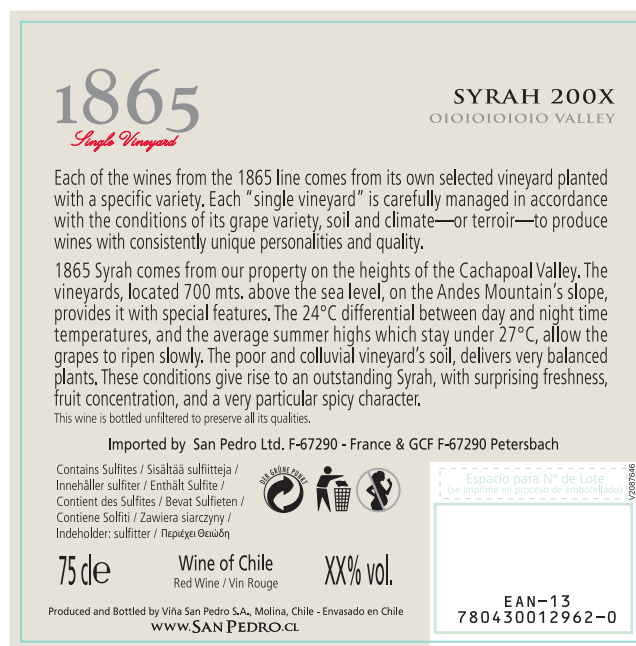 1865
Single Vineyard
SYRAH 200X
OIOIOIOIOIO VALLEY
Each of the wines from the 1865 line comes from its own selected vineyard planted
with a specific variety. Each “single vineyard” is carefully managed in accordance
with the conditions of its grape variety, soil and climate—or terroir—to produce
wines with consistently unique personalities and quality.
1865 Syrah comes from our property on the heights of the Cachapoal Valley. The
vineyards, located 700 mts. above the sea level, on the Andes Mountain’s slope,
provides it with special features. The 24°C differential between day and night time
temperatures, and the average summer highs which stay under 27°C, allow the
grapes to ripen slowly. The poor and colluvial vineyard’s soil, delivers very balanced
plants. These conditions give rise to an outstanding Syrah, with surprising freshness,
fruit concentration, and a very particular spicy character.
This wine is bottled unfiltered to preserve all its qualities.
Imported by San Pedro Ltd. F-67290 - France & GCF F-67290 Petersbach
Contains Sulfites / Sisältää sulfiitteja /
Innehåller sulfiter / Enthält Sulfite /
Contient des Sulfites / Bevat Sulfieten /
Contiene Solfiti / Zawiera siarczyny /
Indeholder: sulfitter / Περιέχει Θειώδη
DER GRÜNE PUNKT
Espacio para Nº de Lote
(se imprime en proceso de embotellado)
V2087646
75 cl e
Wine of Chile
Red Wine / Vin Rouge
XX% vol.
EAN-13
780430012962-0
Produced and Bottled by Viña San Pedro S.A., Molina, Chile - Envasado en Chile
WWW.SAN PEDRO.CL